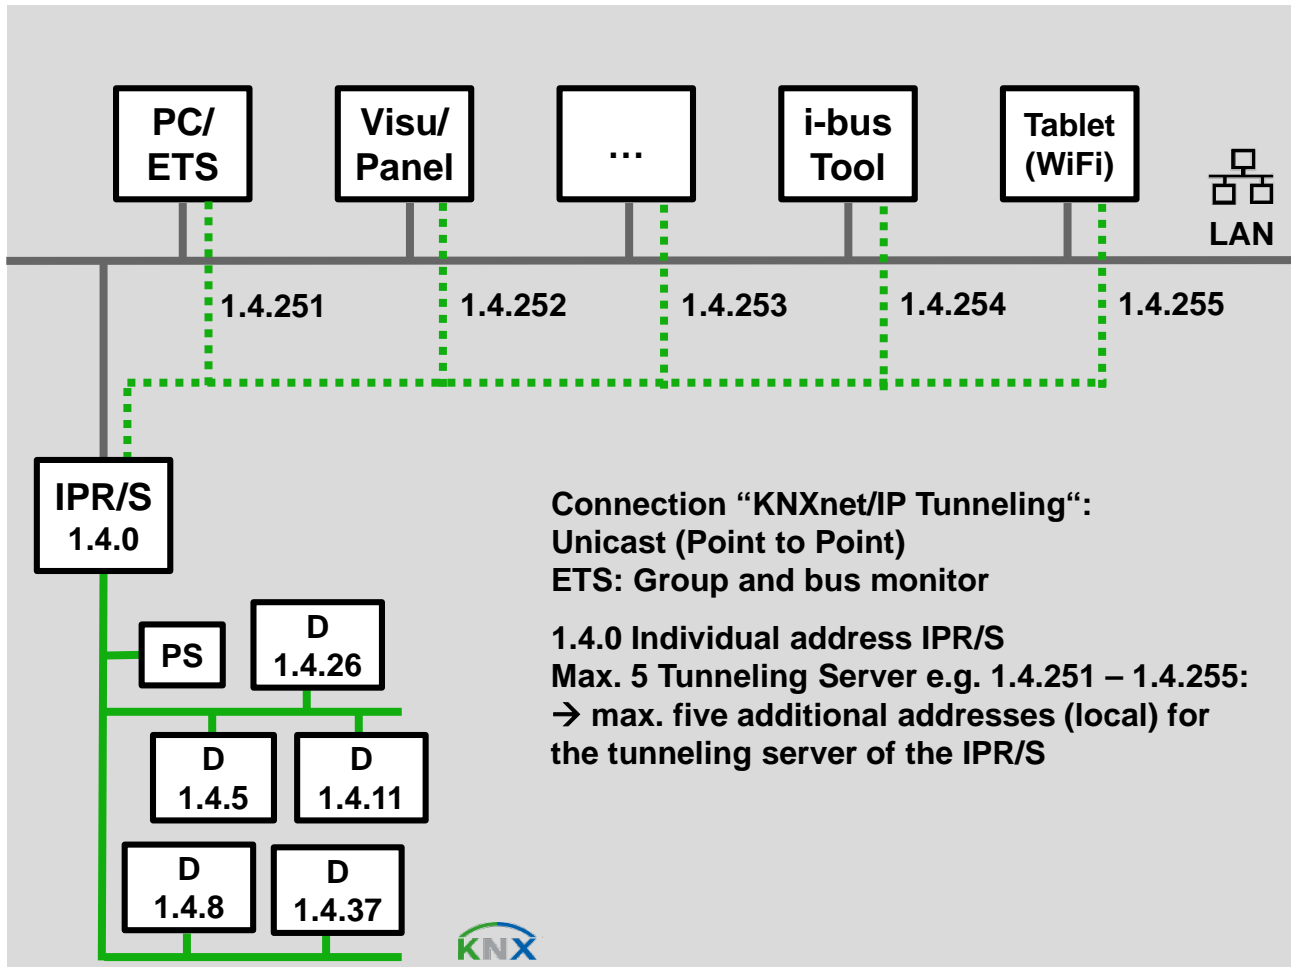 PC/
ETS
Visu/
Panel
...
i-bus
Tool
Tablet
(WiFi)
LAN
1.4.251
1.4.252
1.4.253
1.4.254
1.4.255
IPR/S
1.4.0
Connection “KNXnet/IP Tunneling“:
Unicast (Point to Point)
ETS: Group and bus monitor
1.4.0 Individual address IPR/S
Max. 5 Tunneling Server e.g. 1.4.251 – 1.4.255:
→ max. five additional addresses (local) for
the tunneling server of the IPR/S
PS
D
1.4.26
D
1.4.5
D
1.4.11
D
1.4.8
D
1.4.37
KNX